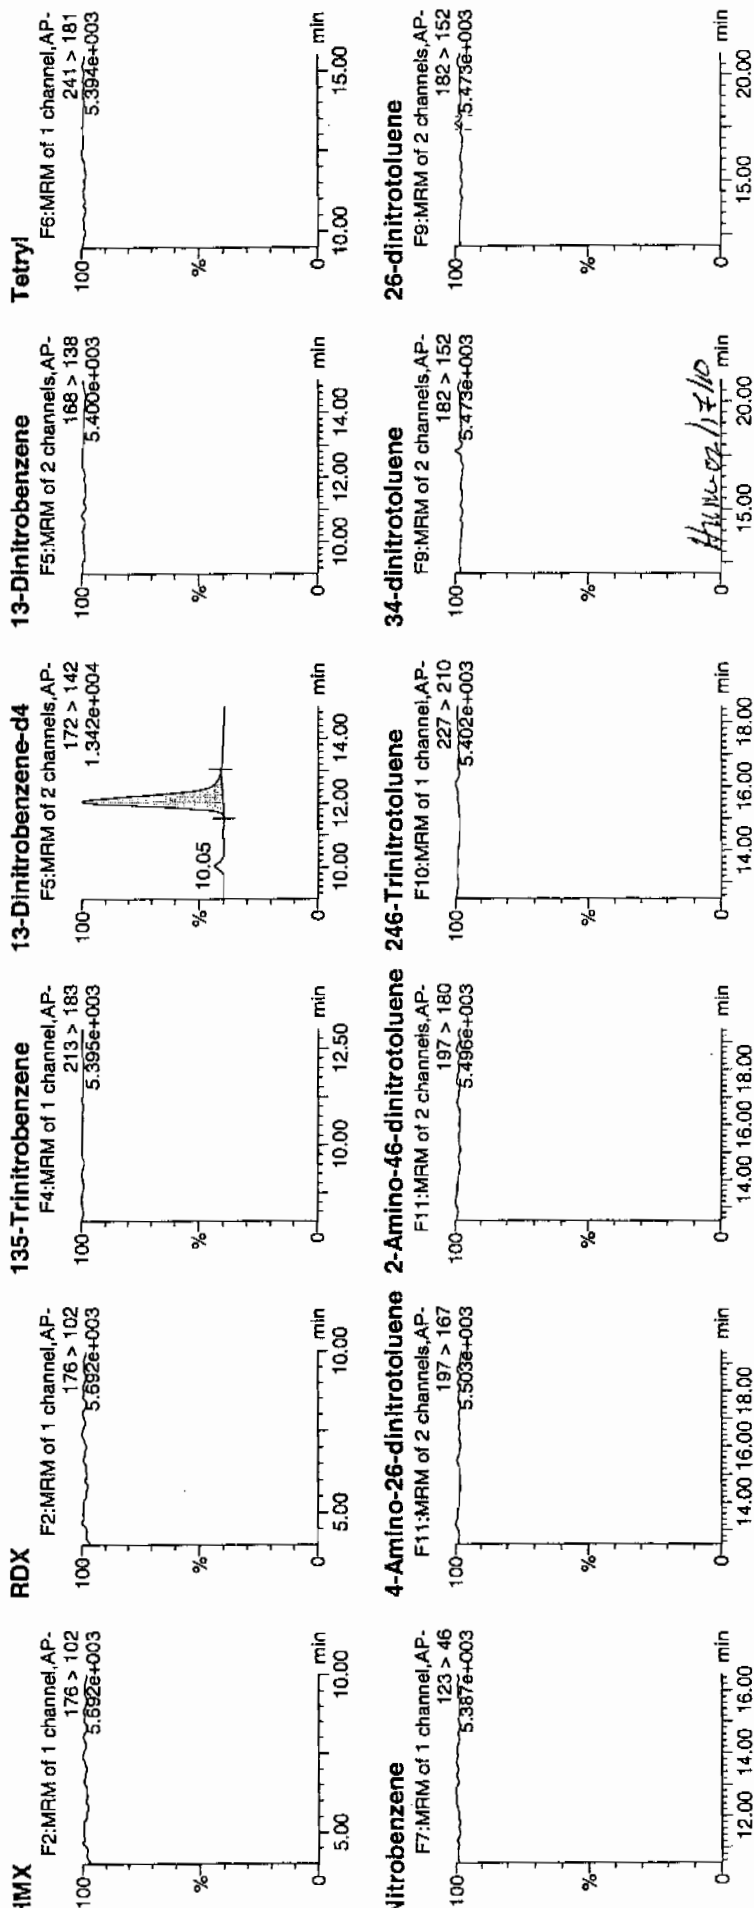 HMX
F2:MRM of 1 channel,AP-
176 > 102
5.692e+003
100
%
0
5.00
10.00
min
RDX
F2:MRM of 1 channel,AP-
176 > 102
5.692e+003
100
%
0
5.00
10.00
min
135-Trinitrobenzene
F4:MRM of 1 channel,AP-
213 > 183
5.395e+003
100
%
0
10.00
12.50
min
13-Dinitrobenzene-d4
F5:MRM of 2 channels,AP-
172 > 142
1.342e+004
100
%
10.05
0
10.00
12.00
14.00
min
13-Dinitrobenzene
F5:MRM of 2 channels,AP-
168 > 138
5.400e+003
100
%
0
10.00
12.00
14.00
min
Tetryl
F6:MRM of 1 channel,AP-
241 > 181
5.394e+003
100
%
0
10.00
15.00
min
Nitrobenzene
F7:MRM of 1 channel,AP-
123 > 46
5.387e+003
100
%
0
12.00
14.00
16.00
min
4-Amino-26-dinitrotoluene
F11:MRM of 2 channels,AP-
197 > 167
5.503e+003
100
%
0
14.00
16.00
18.00
min
2-Amino-46-dinitrotoluene
F11:MRM of 2 channels,AP-
197 > 180
5.496e+003
100
%
0
14.00
16.00
18.00
min
246-Trinitrotoluene
F10:MRM of 1 channel,AP-
227 > 210
5.402e+003
100
%
0
14.00
16.00
18.00
min
34-dinitrotoluene
F9:MRM of 2 channels,AP-
182 > 152
5.473e+003
100
%
0
15.00
20.00
min
02/17/10
26-dinitrotoluene
F9:MRM of 2 channels,AP-
182 > 152
5.473e+003
100
%
0
15.00
20.00
min